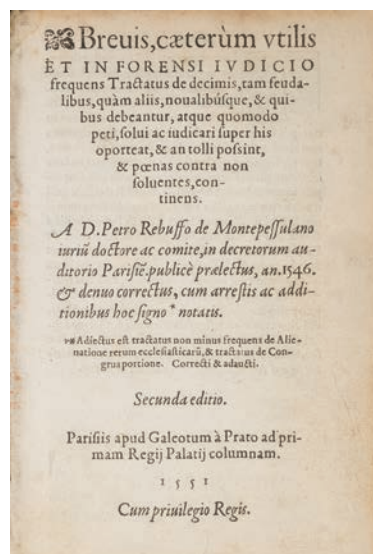 Breuis, cæterùm vtilis
ÈT IN FORENSI IVDICIO
frequens Tractatus de decimis, tam feuda-
libus, quàm aliis, noualibúsque, & qui-
bus debeantur, atque quomodo
peti, solui ac iudicari super his
oporteat, & an tolli possint,
& pœnas contra non
soluentes, con-
tinens.
A D. Petro Rebuffo de Montepessulano
iuriū doctore ac comite, in decretorum au-
ditorio Parisiē. publicè prælectus, an. 1546.
& denuo correctus, cum arrestis ac addi-
tionibus hoc signo * notatis.
Adiectus est tractatus non minus frequens de Alie-
natione rerum ecclesiasticarū, & tractatus de Con-
grua portione. Correcti & adaucti.
Secunda editio.
Parisiis apud Galeotum à Prato ad pri-
mam Regij Palatij columnam.
1551
Cum priuilegio Regis.